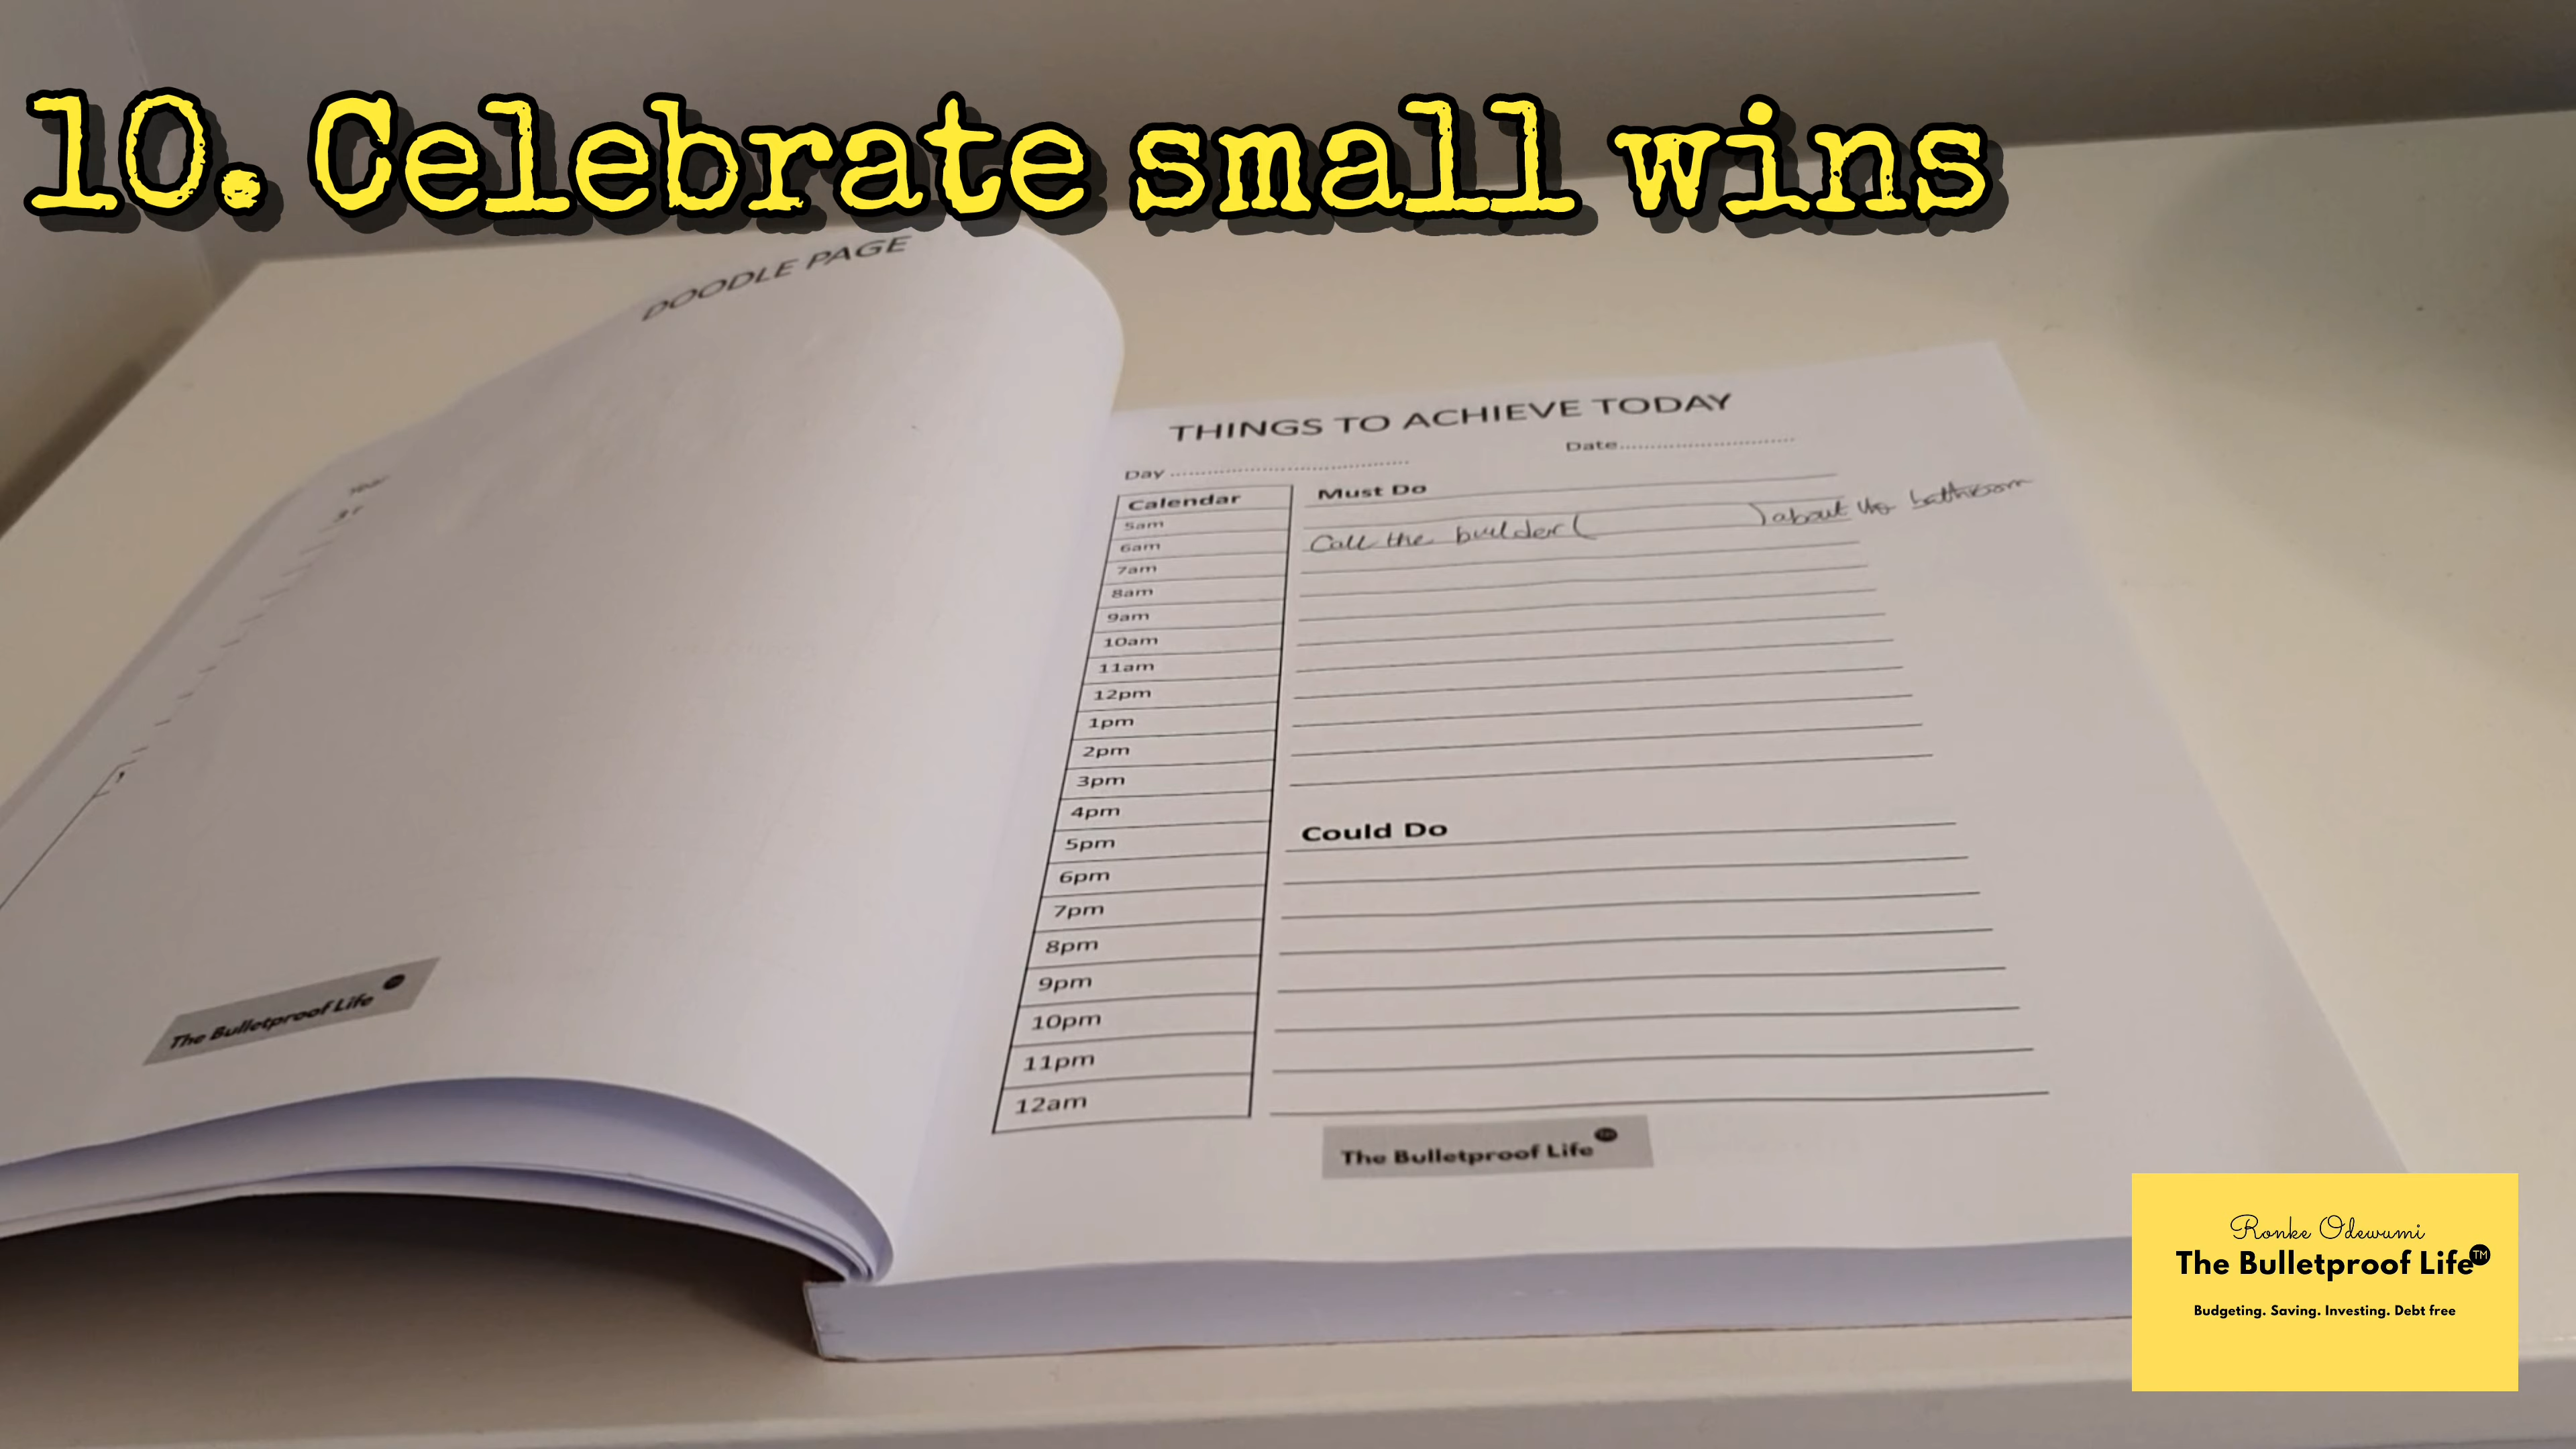 10. Celebrate small wins
DOODLE PAGE
The Bulletproof Life
THINGS TO ACHIEVE TODAY
Day ........................................ Date..............................
Calendar
5am
6am
7am
8am
9am
10am
11am
12pm
1pm
2pm
3pm
4pm
5pm
6pm
7pm
8pm
9pm
10pm
11pm
12am
Must Do
Call the builder ( ) about the bathroom
Could Do
The Bulletproof Life TM
Ronke Odewumi
The Bulletproof Life TM
Budgeting. Saving. Investing. Debt free